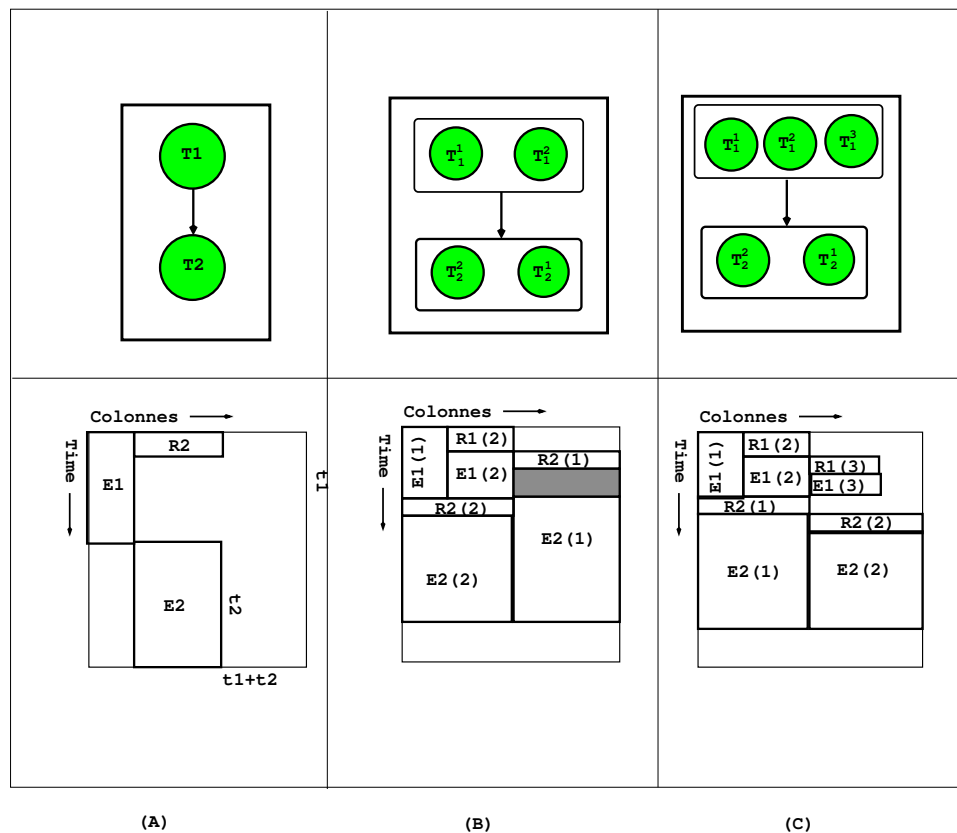 T1
T2
T₁¹
T₁²
T₂²
T₂¹
T₁¹
T₁²
T₁³
T₂²
T₂¹
Colonnes
Time
E1
R2
t1
E2
t2
t1+t2
Colonnes
Time
E1(1)
R1(2)
E1(2)
R2(1)
R2(2)
E2(1)
E2(2)
Colonnes
Time
E1(1)
R1(2)
E1(2)
R1(3)
E1(3)
R2(1)
R2(2)
E2(1)
E2(2)
(A)
(B)
(C)